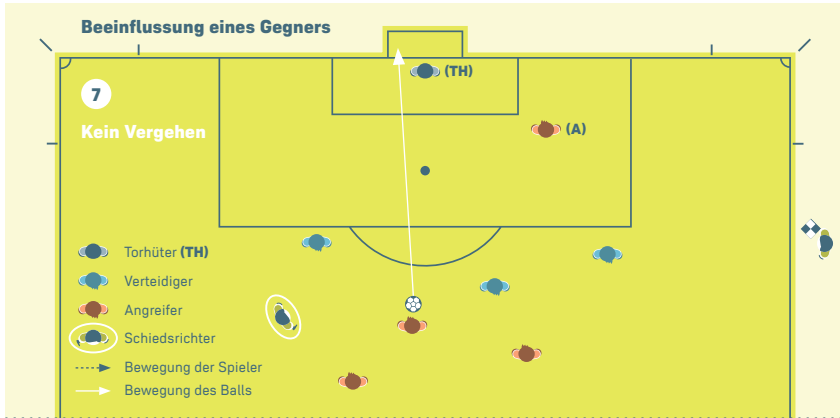 Beeinflussung eines Gegners
(TH)
7
(A)
Kein Vergehen
Torhüter (TH)
Verteidiger
Angreifer
Schiedsrichter
Bewegung der Spieler
Bewegung des Balls